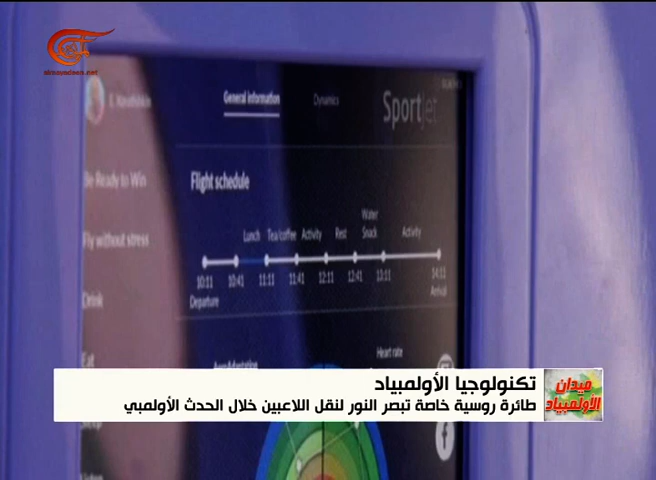 almayadeen.net
General information
Dynamics
SportJet
Be Ready to Win
Flight schedule
Fly without stress
Lunch Tea/coffee Activity Rest Water Snack Activity
10:11 10:41 11:11 11:41 12:11 12:41 13:11 14:11
Departure
Arrival
Drink
Eat
Heart rate
تكنولوجيا الأولمبياد
طائرة روسية خاصة تبصر النور لنقل اللاعبين خلال الحدث الأولمبي
ميدان
الاولمبياد